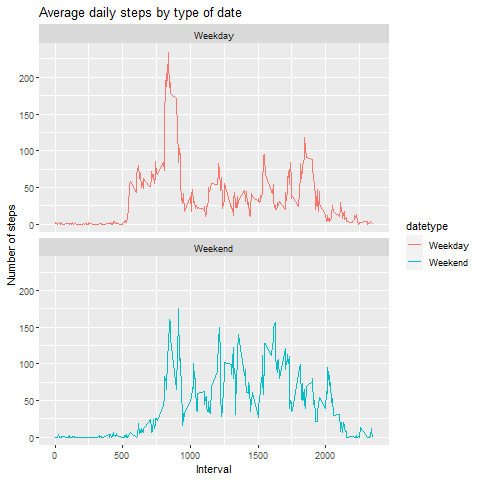 Average daily steps by type of date
Weekday
200
150
100
50
0
Number of steps
Weekend
200
150
100
50
0
0
500
1000
1500
2000
Interval
datetype
Weekday
Weekend